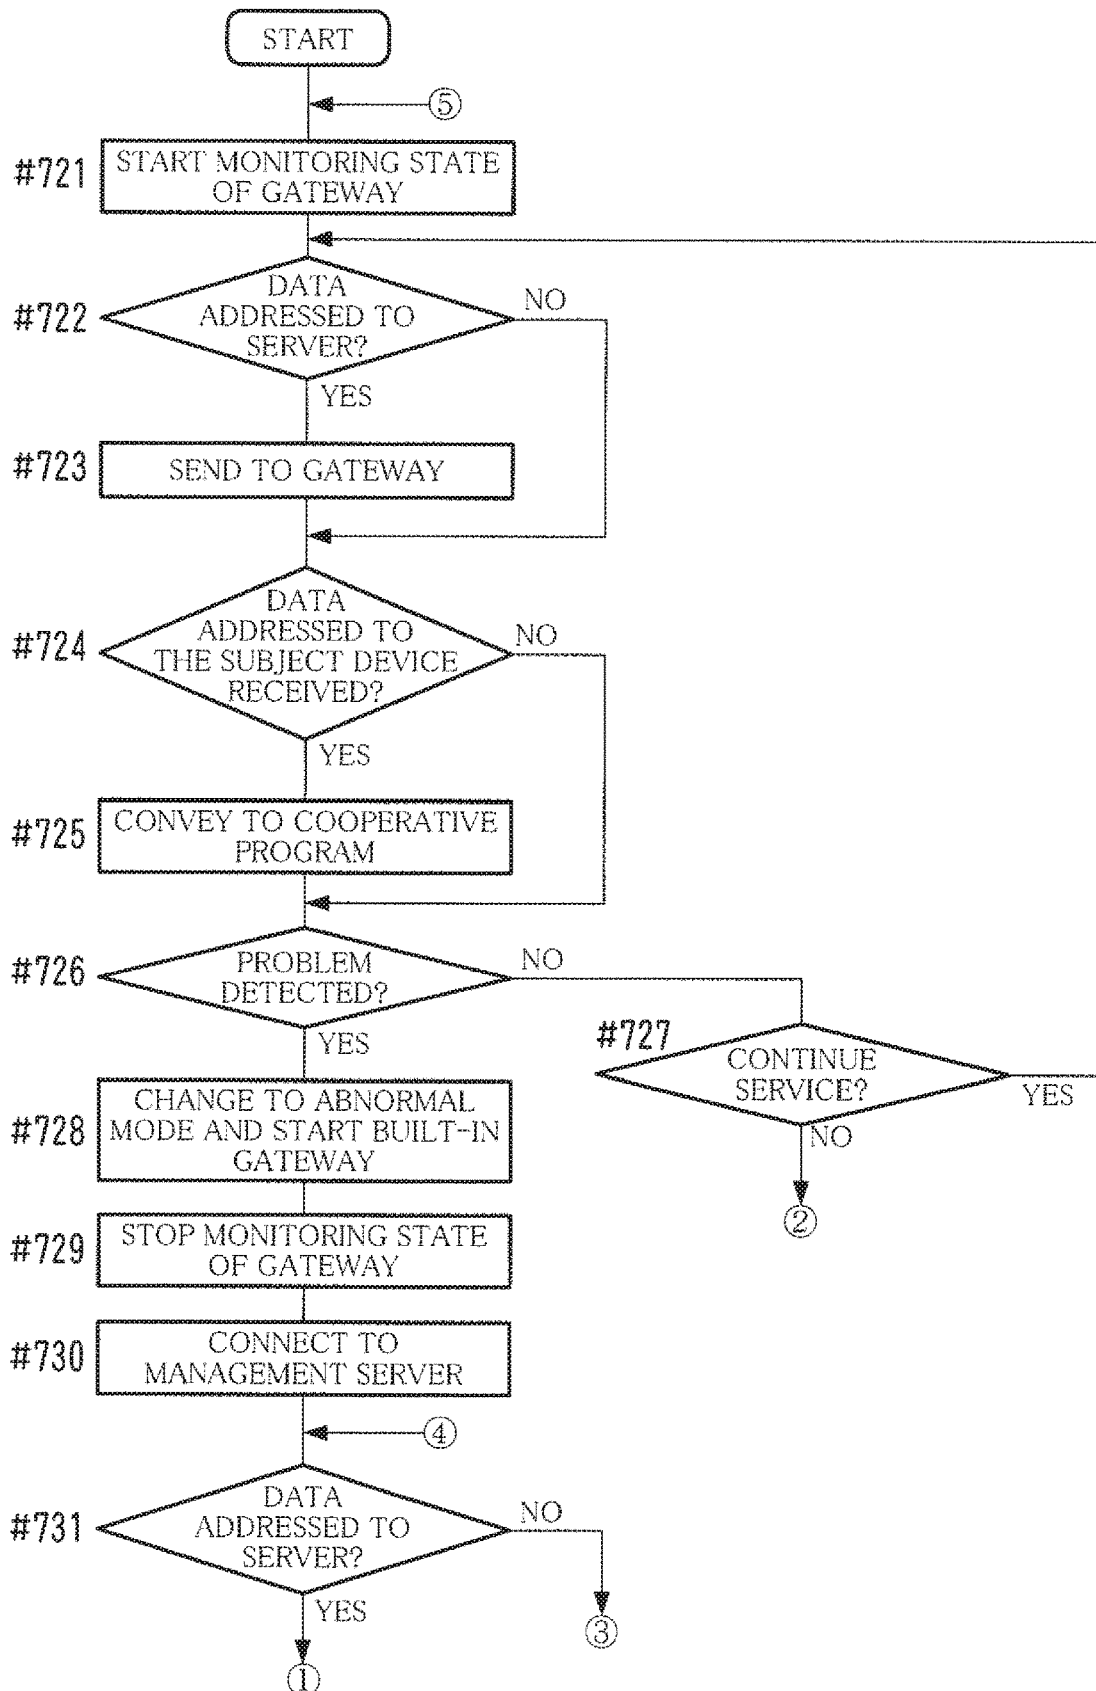 START
⑤
#721
START MONITORING STATE
OF GATEWAY
#722
DATA
ADDRESSED TO
SERVER?
NO
YES
#723
SEND TO GATEWAY
#724
DATA
ADDRESSED TO
THE SUBJECT DEVICE
RECEIVED?
NO
YES
#725
CONVEY TO COOPERATIVE
PROGRAM
#726
PROBLEM
DETECTED?
NO
YES
#727
CONTINUE
SERVICE?
YES
NO
②
#728
CHANGE TO ABNORMAL
MODE AND START BUILT-IN
GATEWAY
#729
STOP MONITORING STATE
OF GATEWAY
#730
CONNECT TO
MANAGEMENT SERVER
④
#731
DATA
ADDRESSED TO
SERVER?
NO
YES
③
①